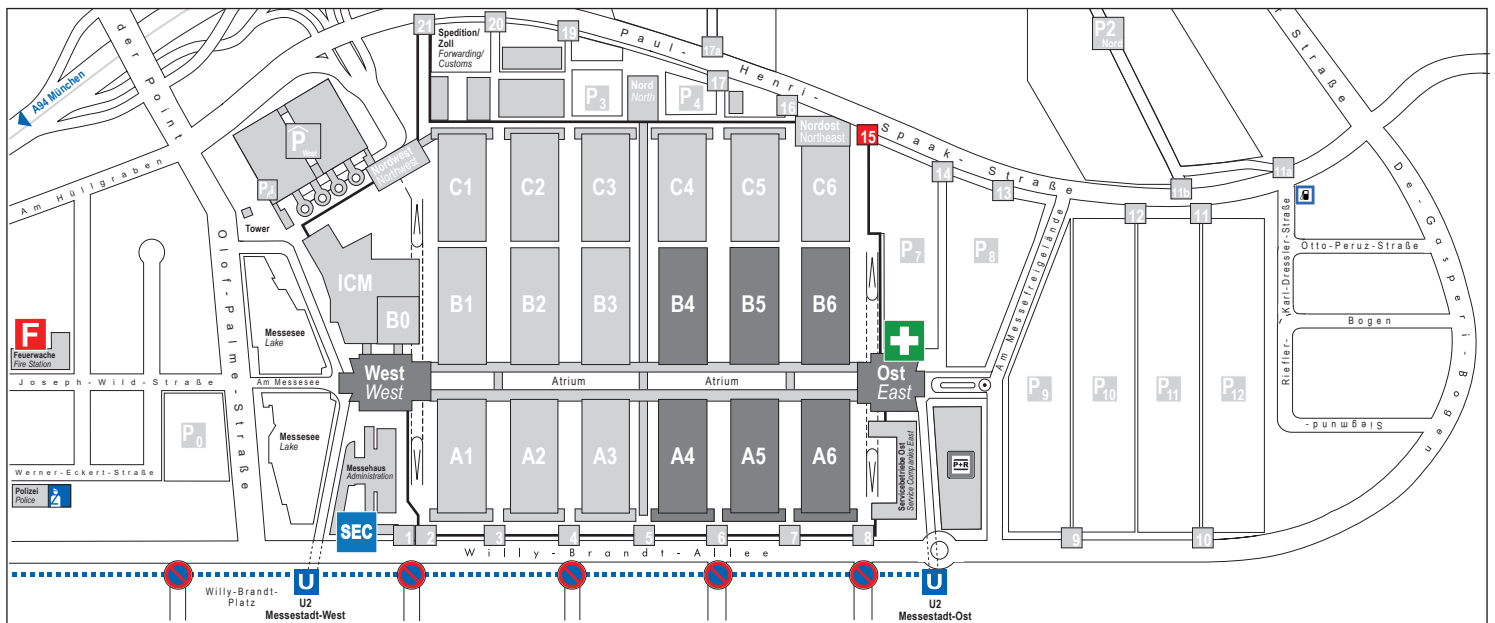 21
20
19
Spedition/
Zoll
Forwarding/
Customs
Paul-Henri-Spaak-Straße
17a
P2
Nord
Straße
der Point
A94 München
17
P3
Nord
North
P4
16
P
West
Nordost
Northeast
15
Nordwest
Northwest
14
13
11b
11a
Am Hüllgraben
P
Tower
C1
C2
C3
C4
C5
C6
12
11
De-Gasperi-Bogen
Olof-Palme-Straße
P7
P8
Karl-Dressler-Straße
Otto-Peruz-Straße
ICM
B0
B1
B2
B3
B4
B5
B6
Am Messefreigelände
Bogen
Riefler-
F
Feuerwache
Fire Station
Messesee
Lake
West
West
Atrium
Atrium
Ost
East
Joseph-Wild-Straße
Am Messesee
P9
P10
P11
P12
Siegmund-
P0
Messesee
Lake
Messehaus
Administration
A1
A2
A3
A4
A5
A6
Servicebetriebe Ost
Service Companies East
P+R
Werner-Eckert-Straße
Polizei
Police
SEC
1
2
3
4
5
6
7
8
9
10
Willy-Brandt-Allee
Willy-Brandt-
Platz
U
U2
Messestadt-West
U
U2
Messestadt-Ost